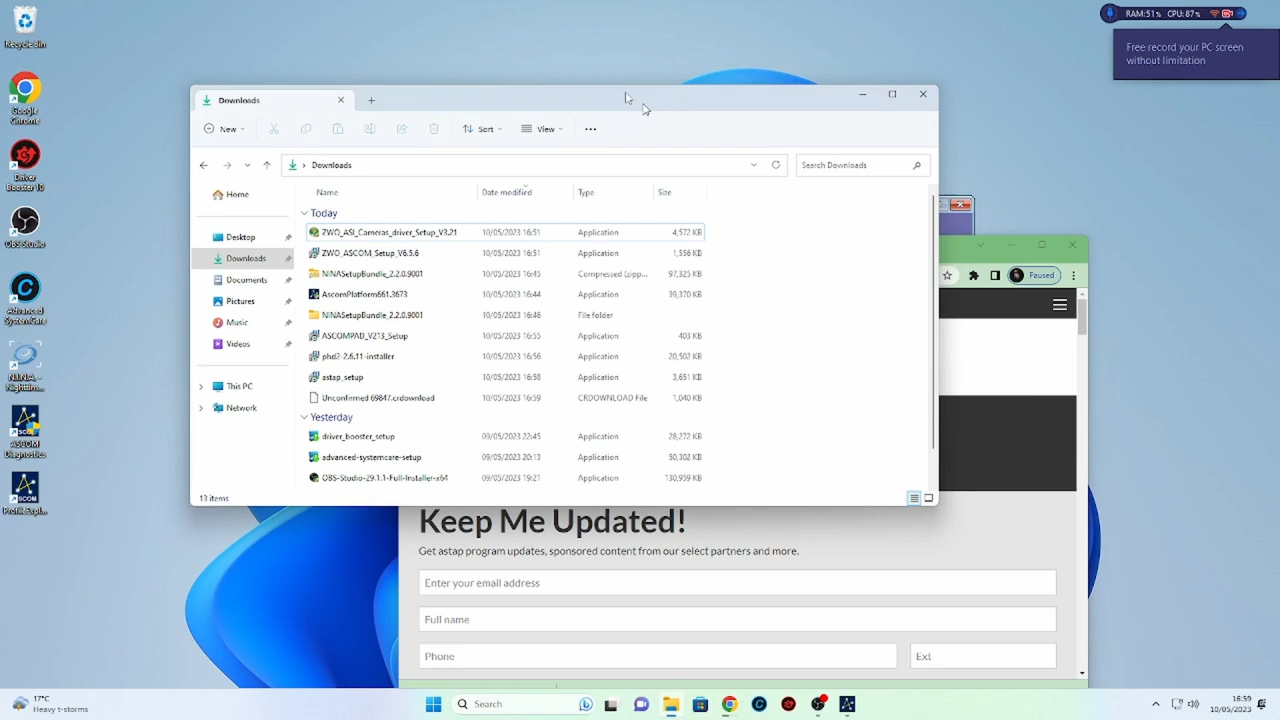 Recycle Bin
Google
Chrome
Driver
Booster 10
OBS Studio
Advanced
SystemCare
N.I.N.A. -
Nighttim...
ASCOM
Diagnostics
Profile Expl...
RAM:51% CPU:87%
Free record your PC screen
without limitation
Downloads
New
Sort
View
Downloads
Search Downloads
Home
Desktop
Downloads
Documents
Pictures
Music
Videos
This PC
Network
Name Date modified Type Size
Today
ZWO_ASI_Cameras_driver_Setup_V3.21 10/05/2023 16:51 Application 4,572 KB
ZWO_ASCOM_Setup_V6.5.6 10/05/2023 16:51 Application 1,556 KB
NINASetupBundle_2.2.0.9001 10/05/2023 16:45 Compressed (zipp... 97,325 KB
AscomPlatform661.3673 10/05/2023 16:44 Application 39,370 KB
NINASetupBundle_2.2.0.9001 10/05/2023 16:46 File folder
ASCOMPAD_V213_Setup 10/05/2023 16:55 Application 403 KB
phd2-2.6.11-installer 10/05/2023 16:56 Application 20,502 KB
astap_setup 10/05/2023 16:58 Application 3,651 KB
Unconfirmed 69847.crdownload 10/05/2023 16:59 CRDOWNLOAD File 1,040 KB
Yesterday
driver_booster_setup 09/05/2023 22:45 Application 28,272 KB
advanced-systemcare-setup 09/05/2023 20:13 Application 50,302 KB
OBS-Studio-29.1.1-Full-Installer-x64 09/05/2023 19:21 Application 130,959 KB
13 items
Paused
Keep Me Updated!
Get astap program updates, sponsored content from our select partners and more.
Enter your email address
Full name
Phone
Ext
17°C
Heavy t-storms
Search
16:59
10/05/2023